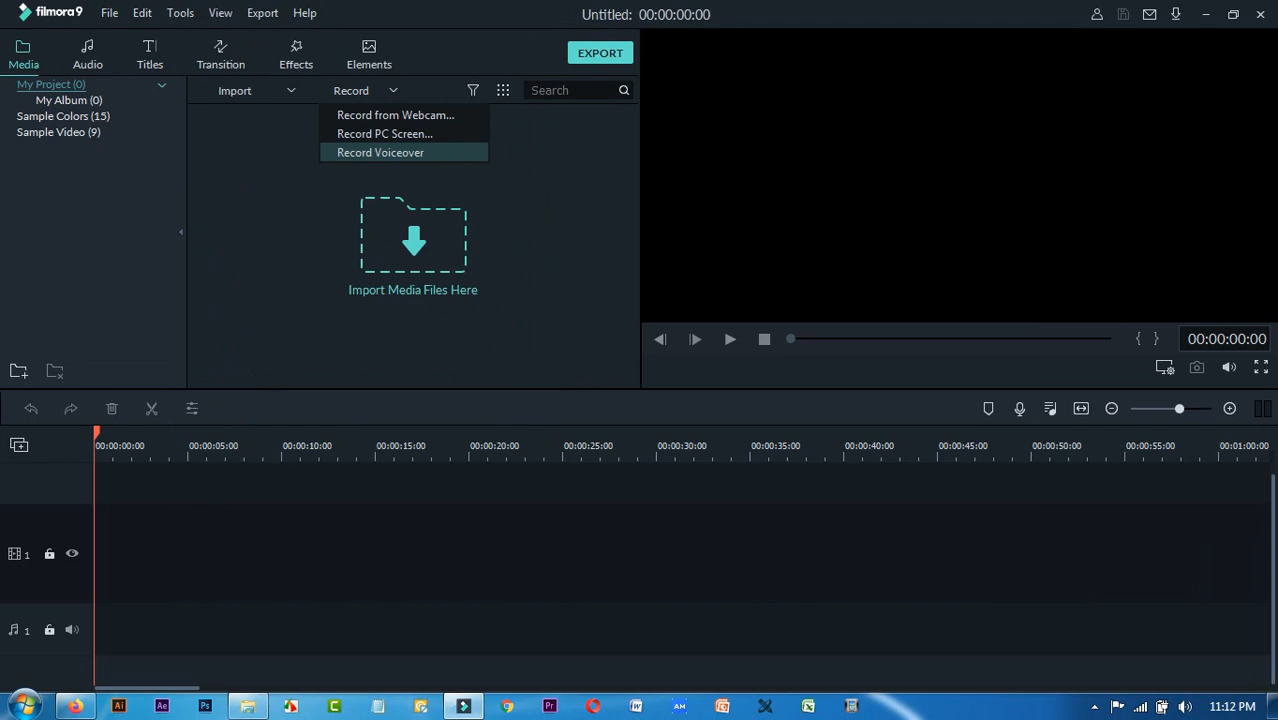 filmora9 File Edit Tools View Export Help Untitled: 00:00:00:00
Media Audio Titles Transition Effects Elements EXPORT
My Project (0)
My Album (0)
Sample Colors (15)
Sample Video (9)
Import Record Search
Record from Webcam...
Record PC Screen...
Record Voiceover
Import Media Files Here
{ } 00:00:00:00
00:00:00:00 00:00:05:00 00:00:10:00 00:00:15:00 00:00:20:00 00:00:25:00 00:00:30:00 00:00:35:00 00:00:40:00 00:00:45:00 00:00:50:00 00:00:55:00 00:01:00:00
1
1
Ai Ae Ps C Pr W AM 11:12 PM